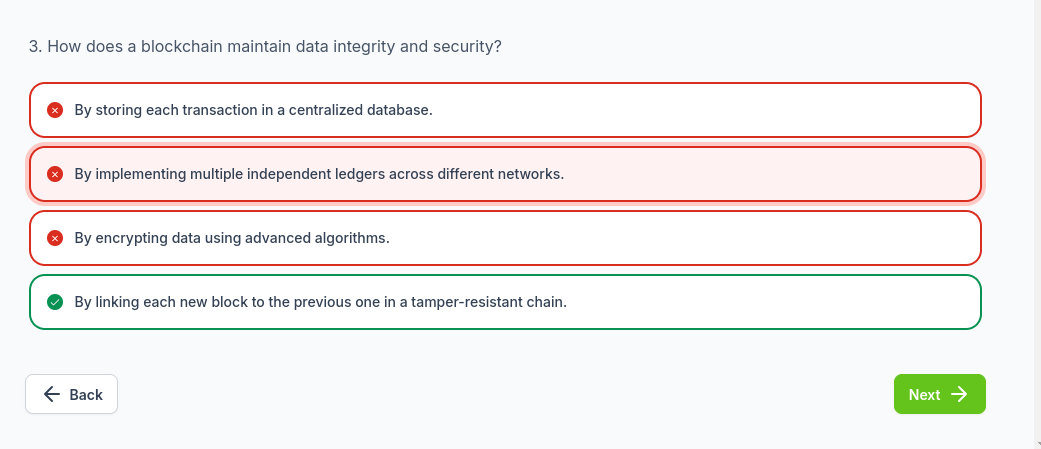 3. How does a blockchain maintain data integrity and security?
By storing each transaction in a centralized database.
By implementing multiple independent ledgers across different networks.
By encrypting data using advanced algorithms.
By linking each new block to the previous one in a tamper-resistant chain.
Back
Next